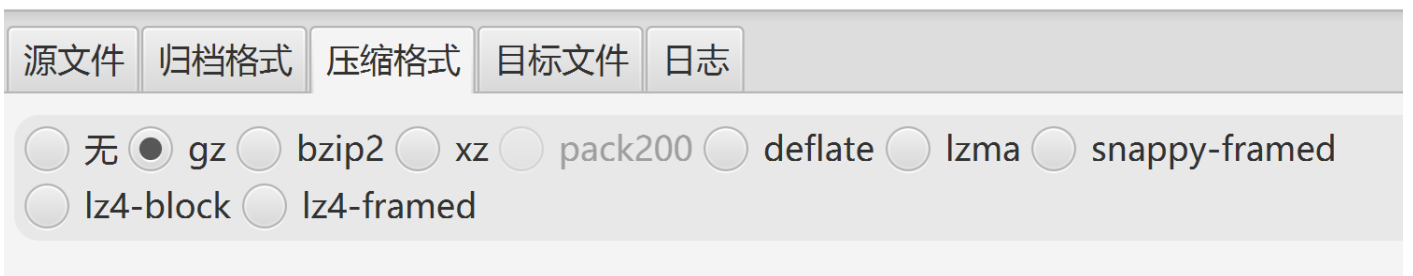 源文件 归档格式 压缩格式 目标文件 日志
无 gz bzip2 xz pack200 deflate lzma snappy-framed
lz4-block lz4-framed